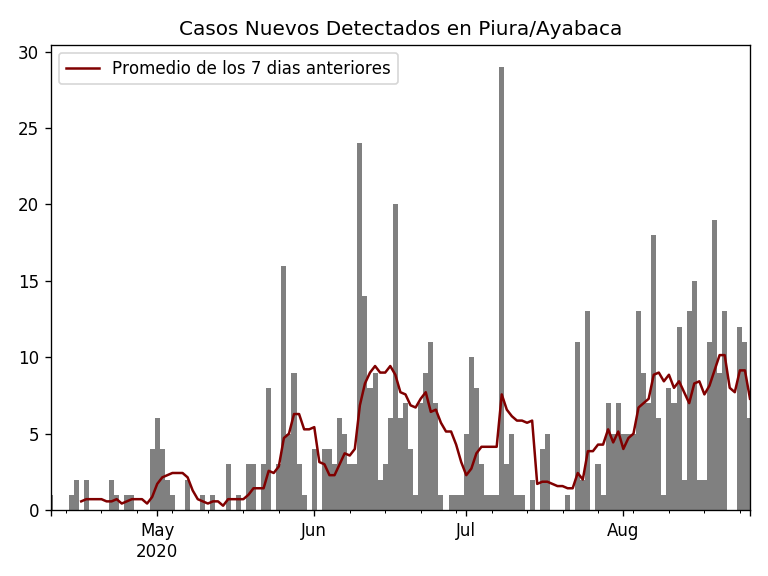 Casos Nuevos Detectados en Piura/Ayabaca
Promedio de los 7 dias anteriores
30
25
20
15
10
5
0
May
2020
Jun
Jul
Aug